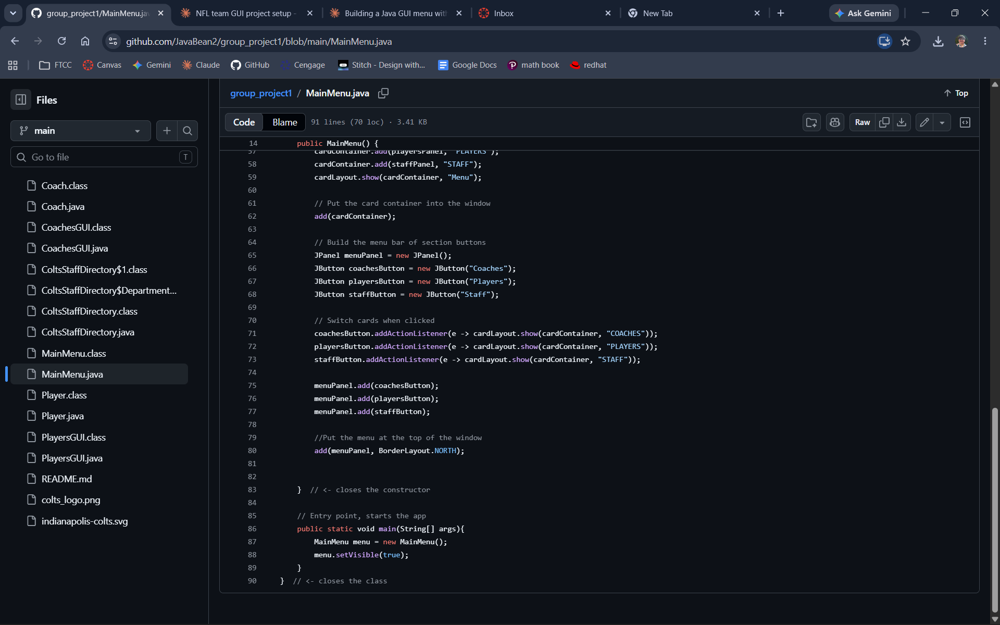 group_project1/MainMenu.ja
NFL team GUI project setup -
Building a Java GUI menu with
Inbox
New Tab
Ask Gemini
github.com/JavaBean2/group_project1/blob/main/MainMenu.java
FTCC
Canvas
Gemini
Claude
GitHub
Cengage
Stitch - Design with...
Google Docs
math book
redhat
Files
main
Go to file
T
Coach.class
Coach.java
CoachesGUI.class
CoachesGUI.java
ColtsStaffDirectory$1.class
ColtsStaffDirectory$Department...
ColtsStaffDirectory.class
ColtsStaffDirectory.java
MainMenu.class
MainMenu.java
Player.class
Player.java
PlayersGUI.class
PlayersGUI.java
README.md
colts_logo.png
indianapolis-colts.svg
group_project1 / MainMenu.java
Top
Code
Blame
91 lines (70 loc) · 3.41 KB
Raw
14 public MainMenu() {
57 cardContainer.add(playersPanel, "PLAYERS");
58 cardContainer.add(staffPanel, "STAFF");
59 cardLayout.show(cardContainer, "Menu");
60
61 // Put the card container into the window
62 add(cardContainer);
63
64 // Build the menu bar of section buttons
65 JPanel menuPanel = new JPanel();
66 JButton coachesButton = new JButton("Coaches");
67 JButton playersButton = new JButton("Players");
68 JButton staffButton = new JButton("Staff");
69
70 // Switch cards when clicked
71 coachesButton.addActionListener(e -> cardLayout.show(cardContainer, "COACHES"));
72 playersButton.addActionListener(e -> cardLayout.show(cardContainer, "PLAYERS"));
73 staffButton.addActionListener(e -> cardLayout.show(cardContainer, "STAFF"));
74
75 menuPanel.add(coachesButton);
76 menuPanel.add(playersButton);
77 menuPanel.add(staffButton);
78
79 //Put the menu at the top of the window
80 add(menuPanel, BorderLayout.NORTH);
81
82
83 } // <- closes the constructor
84
85 // Entry point, starts the app
86 public static void main(String[] args){
87 MainMenu menu = new MainMenu();
88 menu.setVisible(true);
89 }
90 } // <- closes the class